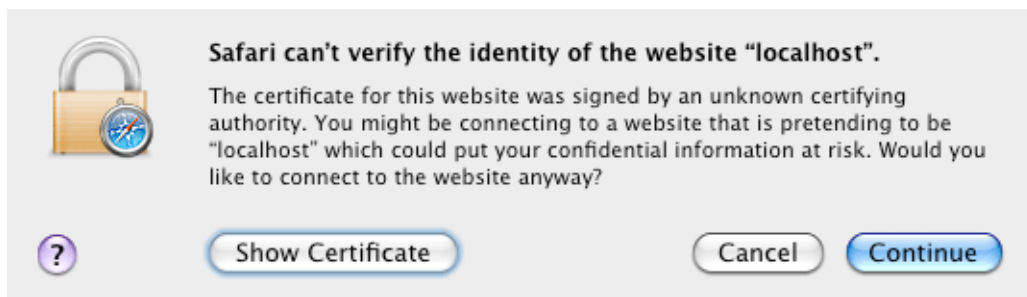 Safari can't verify the identity of the website “localhost”.
The certificate for this website was signed by an unknown certifying
authority. You might be connecting to a website that is pretending to be
“localhost” which could put your confidential information at risk. Would you
like to connect to the website anyway?
?
Show Certificate
Cancel
Continue